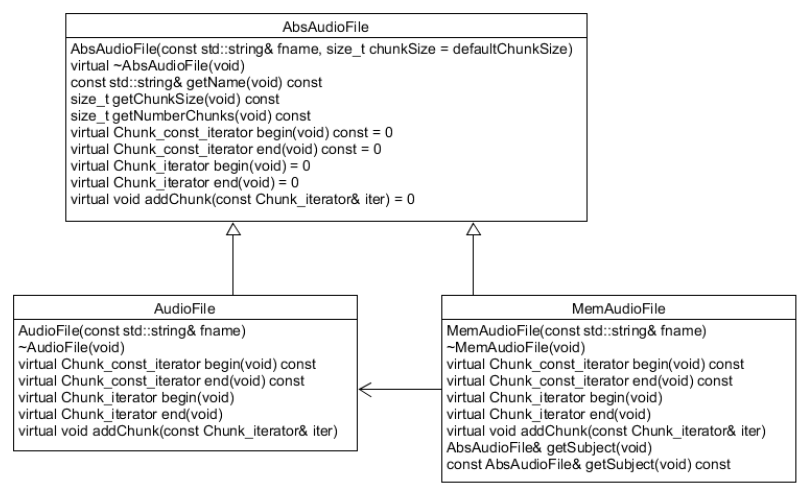 AbsAudioFile
AbsAudioFile(const std::string& fname, size_t chunkSize = defaultChunkSize)
virtual ~AbsAudioFile(void)
const std::string& getName(void) const
size_t getChunkSize(void) const
size_t getNumberChunks(void) const
virtual Chunk_const_iterator begin(void) const = 0
virtual Chunk_const_iterator end(void) const = 0
virtual Chunk_iterator begin(void) = 0
virtual Chunk_iterator end(void) = 0
virtual void addChunk(const Chunk_iterator& iter) = 0
AudioFile
AudioFile(const std::string& fname)
~AudioFile(void)
virtual Chunk_const_iterator begin(void) const
virtual Chunk_const_iterator end(void) const
virtual Chunk_iterator begin(void)
virtual Chunk_iterator end(void)
virtual void addChunk(const Chunk_iterator& iter)
MemAudioFile
MemAudioFile(const std::string& fname)
~MemAudioFile(void)
virtual Chunk_const_iterator begin(void) const
virtual Chunk_const_iterator end(void) const
virtual Chunk_iterator begin(void)
virtual Chunk_iterator end(void)
virtual void addChunk(const Chunk_iterator& iter)
AbsAudioFile& getSubject(void)
const AbsAudioFile& getSubject(void) const